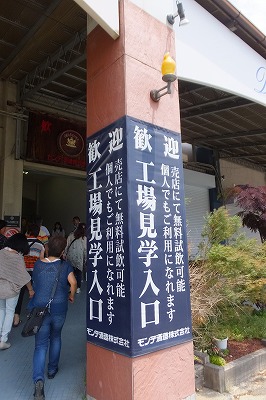 歓迎
工場見学入口
売店にて無料試飲可能
個人でもご利用になれます
モンデ酒造株式会社
歓迎
工場見学入口
売店にて無料試飲可能
個人でもご利用になれます
モンデ酒造株式会社